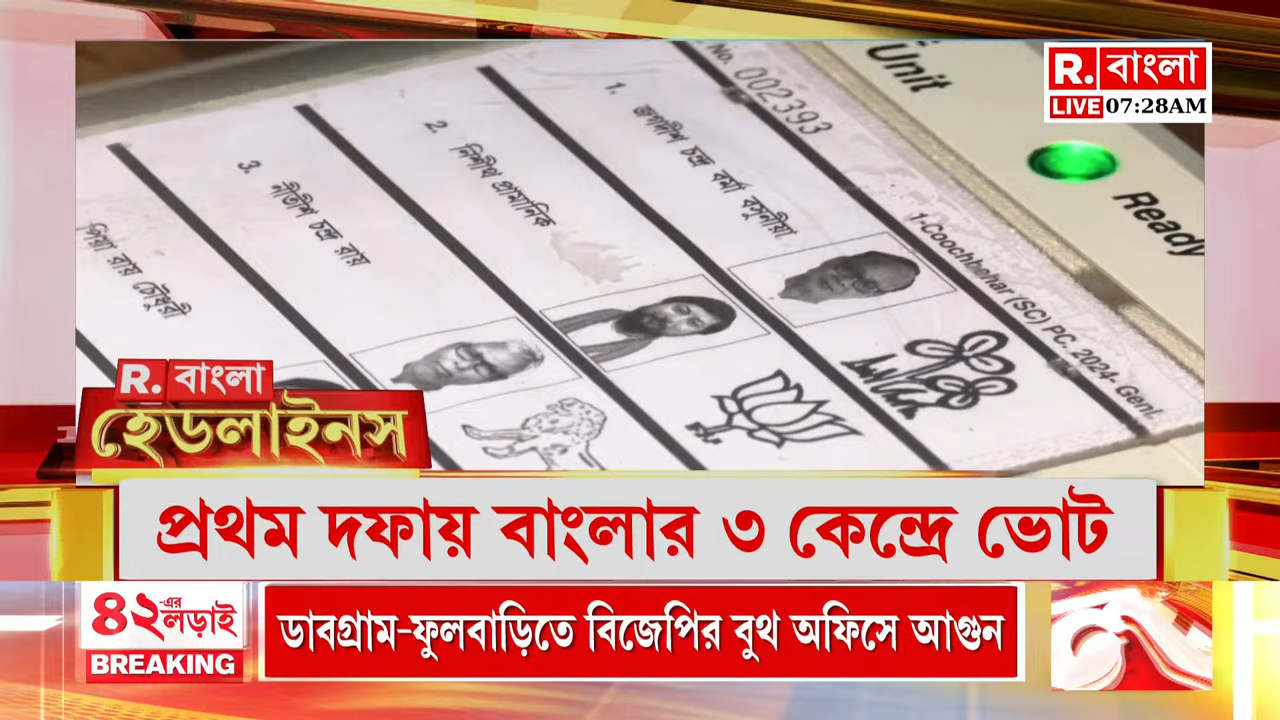 R. বাংলা
LIVE 07:28AM
Unit
Ready
No. 002393
1-Coochbehar (SC) PC, 2024- Genl.
1. জগদীশ চন্দ্র বর্মা বসুনীয়া
2. নিশীথ প্রামানিক
3. নীতীশ চন্দ্র রায়
পিয়া রায় চৌধুরী
R. বাংলা
হেডলাইনস
প্রথম দফায় বাংলার ৩ কেন্দ্রে ভোট
৪২-এর লড়াই
BREAKING
ডাবগ্রাম-ফুলবাড়িতে বিজেপির বুথ অফিসে আগুন